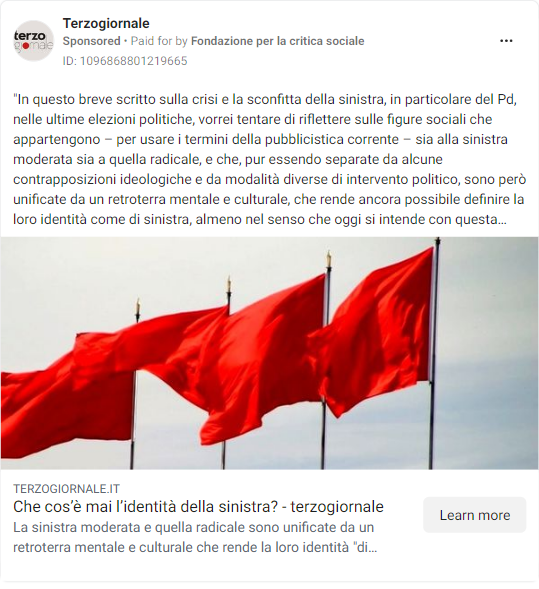 terzo
giornale
Terzogiornale
Sponsored • Paid for by Fondazione per la critica sociale
ID: 1096868801219665
"In questo breve scritto sulla crisi e la sconfitta della sinistra, in particolare del Pd,
nelle ultime elezioni politiche, vorrei tentare di riflettere sulle figure sociali che
appartengono – per usare i termini della pubblicistica corrente – sia alla sinistra
moderata sia a quella radicale, e che, pur essendo separate da alcune
contrapposizioni ideologiche e da modalità diverse di intervento politico, sono però
unificate da un retroterra mentale e culturale, che rende ancora possibile definire la
loro identità come di sinistra, almeno nel senso che oggi si intende con questa...
TERZOGIORNALE.IT
Che cos'è mai l'identità della sinistra? - terzogiornale
La sinistra moderata e quella radicale sono unificate da un
retroterra mentale e culturale che rende la loro identità "di...
Learn more